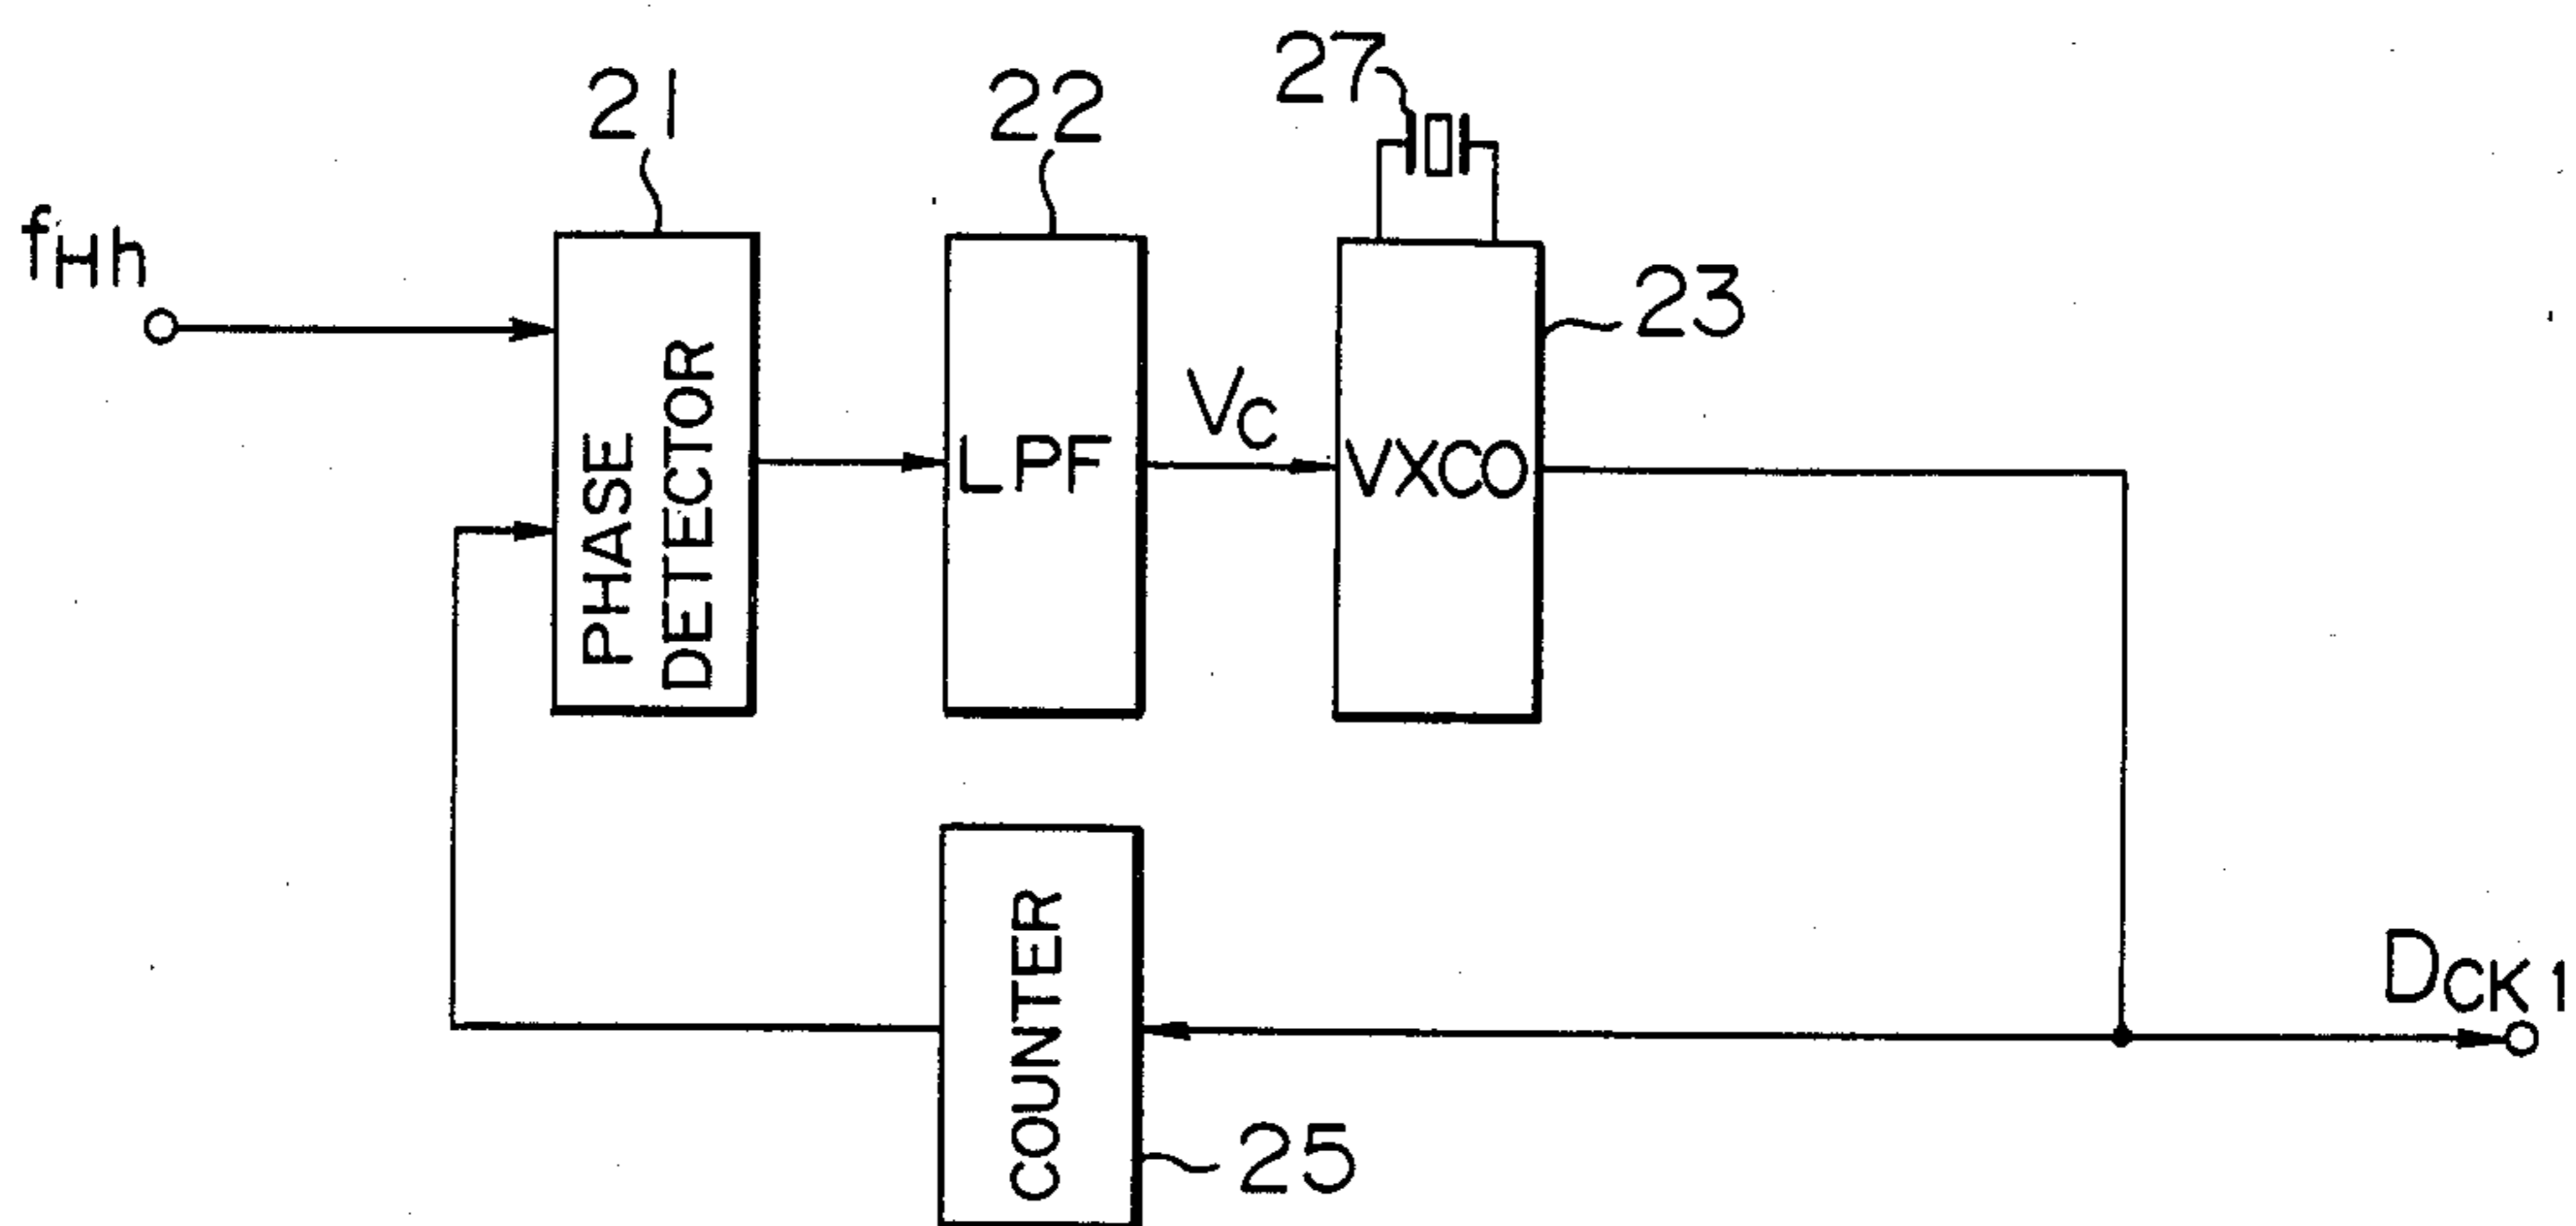 27
21
22
fHh
23
PHASE
DETECTOR
LPF
VC
VXCO
COUNTER
DCK1
25